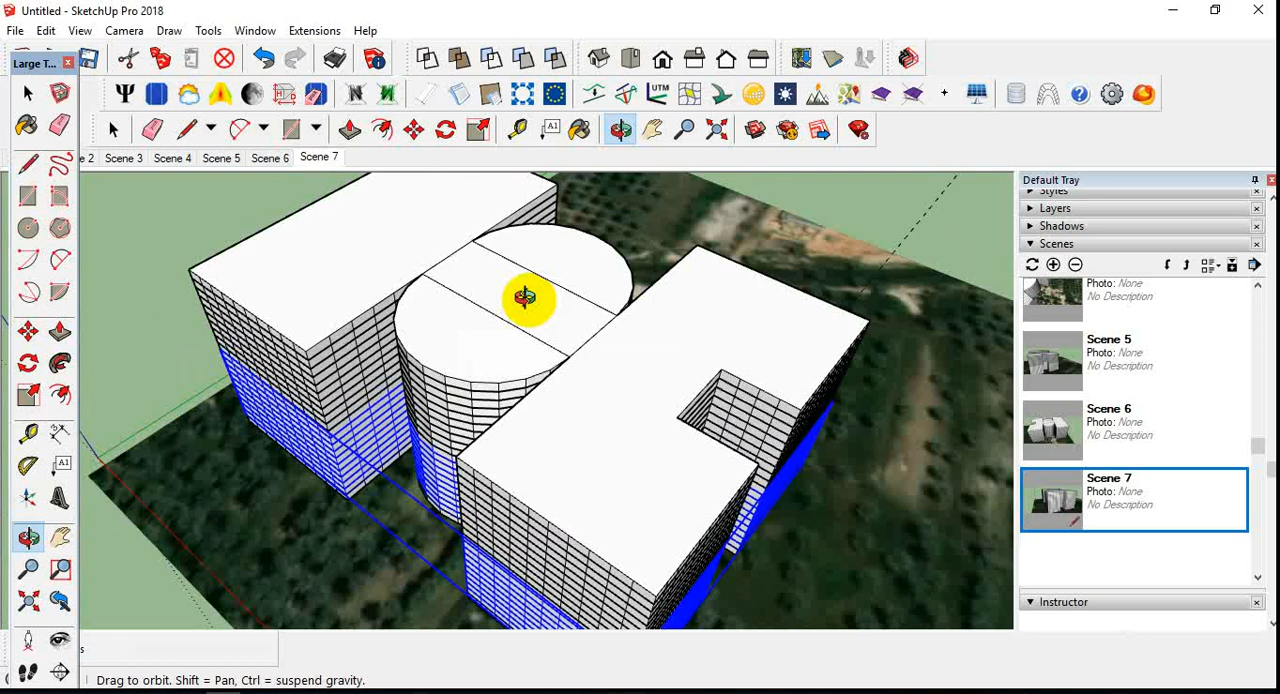 Untitled - SketchUp Pro 2018
File Edit View Camera Draw Tools Window Extensions Help
Large T...
UTM
A1
e 2 Scene 3 Scene 4 Scene 5 Scene 6 Scene 7
Default Tray
Styles
Layers
Shadows
Scenes
Photo: None
No Description
Scene 5
Photo: None
No Description
Scene 6
Photo: None
No Description
A1
Scene 7
Photo: None
No Description
Instructor
s
Drag to orbit. Shift = Pan, Ctrl = suspend gravity.